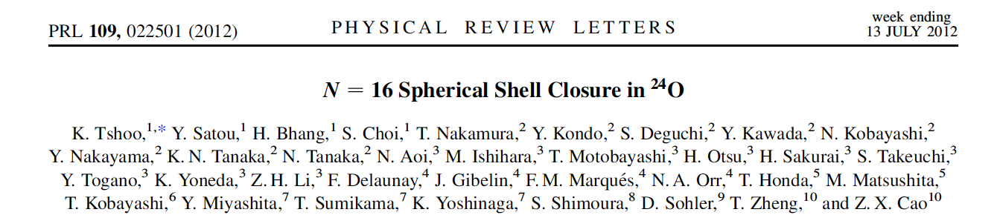 PRL 109, 022501 (2012)
PHYSICAL REVIEW LETTERS
week ending
13 JULY 2012
N = 16 Spherical Shell Closure in ²⁴O
K. Tshoo,¹,* Y. Satou,¹ H. Bhang,¹ S. Choi,¹ T. Nakamura,² Y. Kondo,² S. Deguchi,² Y. Kawada,² N. Kobayashi,²
Y. Nakayama,² K. N. Tanaka,² N. Tanaka,² N. Aoi,³ M. Ishihara,³ T. Motobayashi,³ H. Otsu,³ H. Sakurai,³ S. Takeuchi,³
Y. Togano,³ K. Yoneda,³ Z. H. Li,³ F. Delaunay,⁴ J. Gibelin,⁴ F. M. Marqués,⁴ N. A. Orr,⁴ T. Honda,⁵ M. Matsushita,⁵
T. Kobayashi,⁶ Y. Miyashita,⁷ T. Sumikama,⁷ K. Yoshinaga,⁷ S. Shimoura,⁸ D. Sohler,⁹ T. Zheng,¹⁰ and Z. X. Cao¹⁰